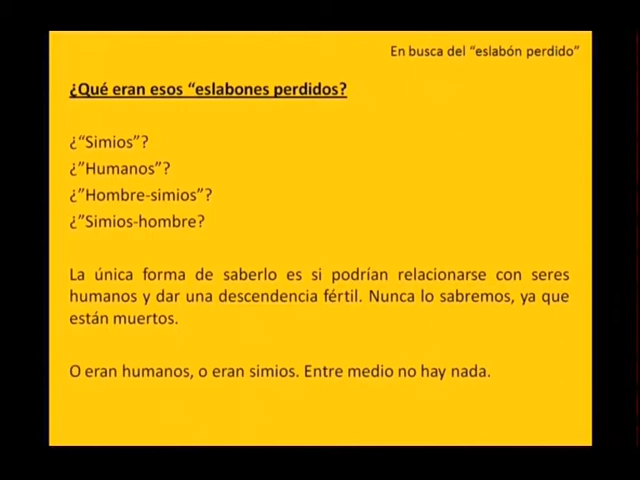 En busca del “eslabón perdido”
¿Qué eran esos “eslabones perdidos?
¿“Simios”?
¿”Humanos”?
¿”Hombre-simios”?
¿”Simios-hombre?
La única forma de saberlo es si podrían relacionarse con seres
humanos y dar una descendencia fértil. Nunca lo sabremos, ya que
están muertos.
O eran humanos, o eran simios. Entre medio no hay nada.